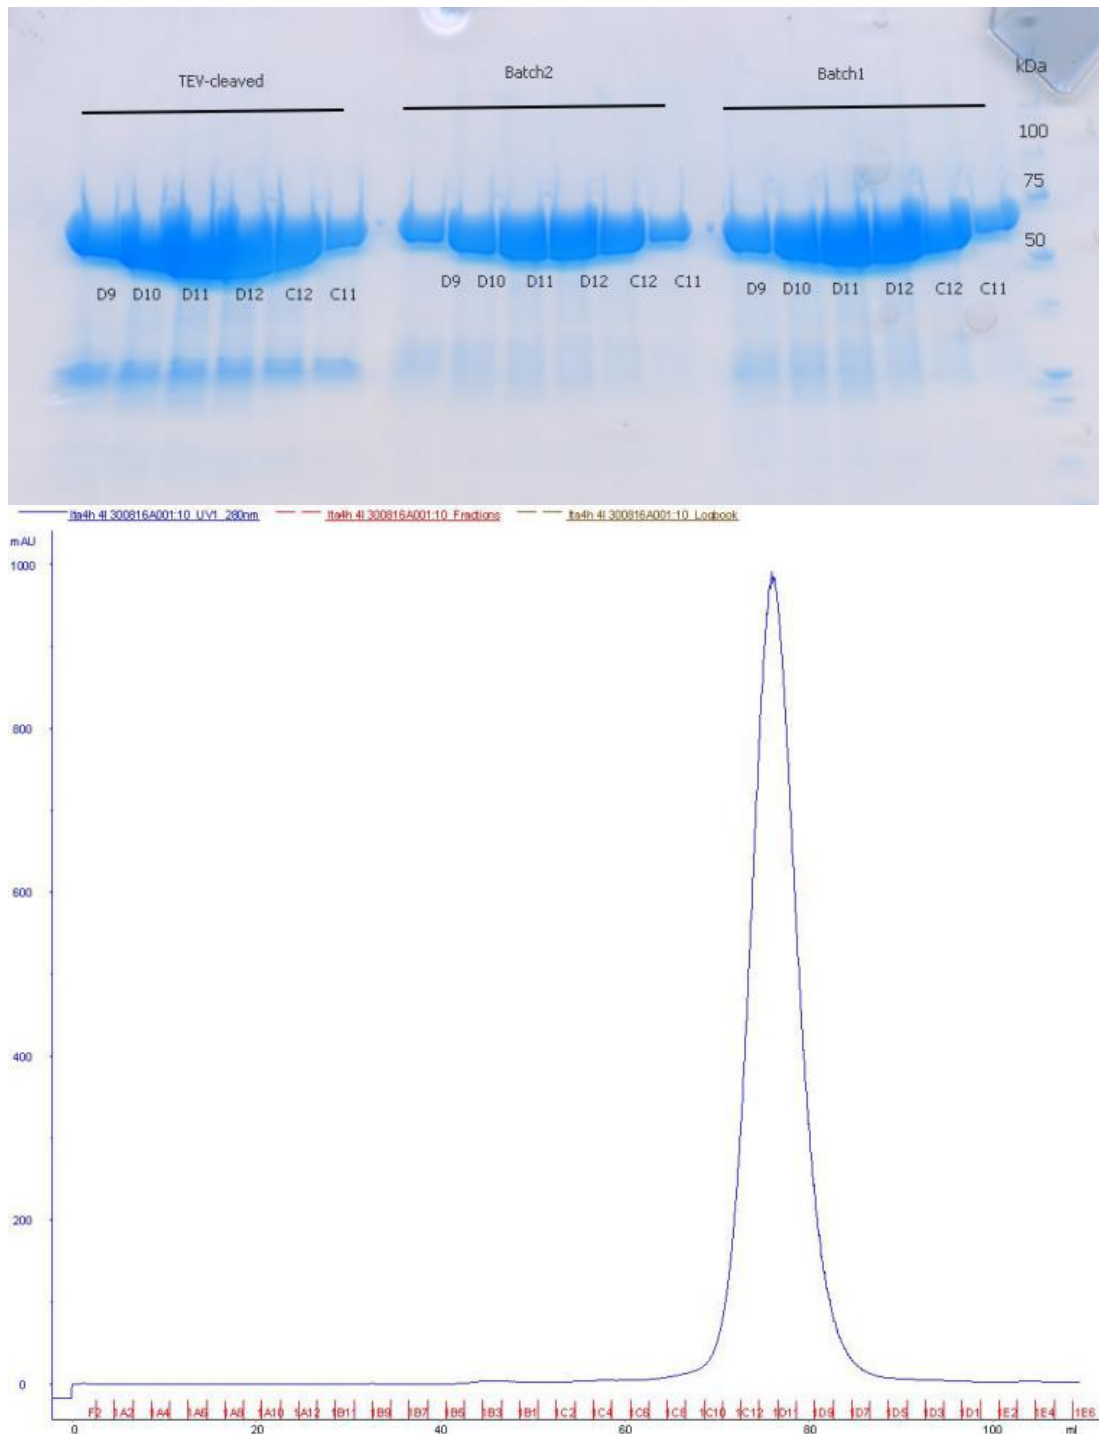 TEV-cleaved Batch2 Batch1 kDa
100
75
50
D9 D10 D11 D12 C12 C11 D9 D10 D11 D12 C12 C11 D9 D10 D11 D12 C12 C11
lta4h 4l 300816A001:10_UV1_280nm lta4h 4l 300816A001:10_Fractions lta4h 4l 300816A001:10_Logbook
mAU
1000
800
600
400
200
0
F2 1A2 1A4 1A6 1A8 1A10 1A12 1B11 1B9 1B7 1B5 1B3 1B1 1C2 1C4 1C6 1C8 1C10 1C12 1D11 1D9 1D7 1D5 1D3 1D1 1E2 1E4 1E6
0 20 40 60 80 100 ml